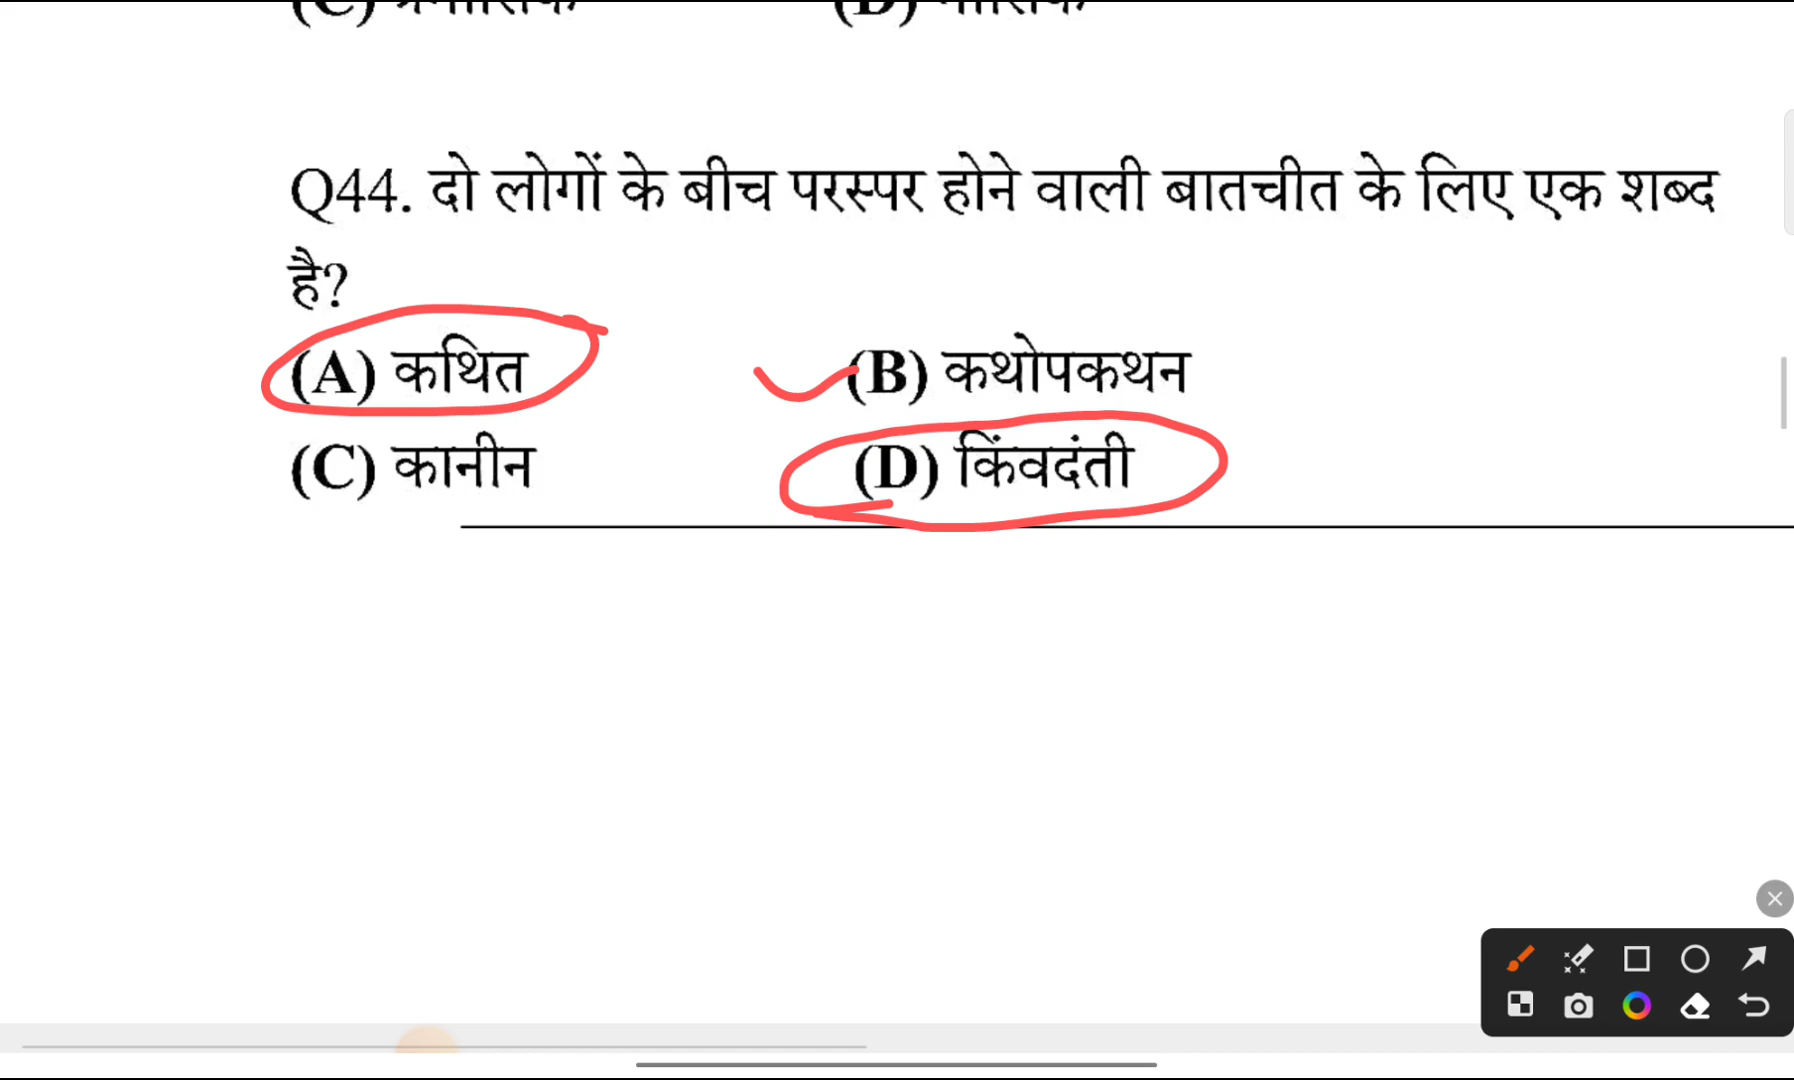 Q44. दो लोगों के बीच परस्पर होने वाली बातचीत के लिए एक शब्द
है?
(A) कथित (B) कथोपकथन
(C) कानीन (D) किंवदंती